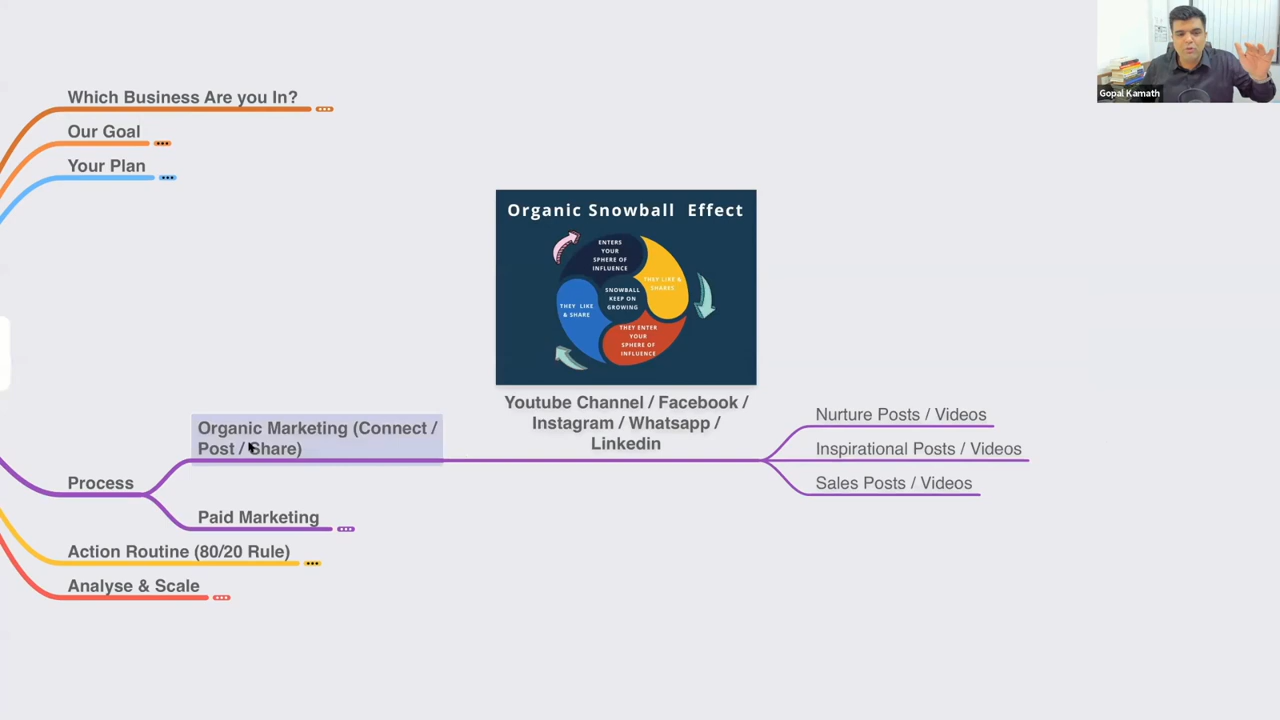 Gopal Kamath
Which Business Are you In?
Our Goal
Your Plan
Organic Snowball Effect
ENTERS
YOUR
SPHERE OF
INFLUENCE
THEY LIKE &
SHARES
SNOWBALL
KEEP ON
GROWING
THEY LIKE
& SHARE
THEY ENTER
YOUR
SPHERE OF
INFLUENCE
Youtube Channel / Facebook /
Instagram / Whatsapp /
Linkedin
Organic Marketing (Connect /
Post / Share)
Nurture Posts / Videos
Inspirational Posts / Videos
Sales Posts / Videos
Process
Paid Marketing
Action Routine (80/20 Rule)
Analyse & Scale